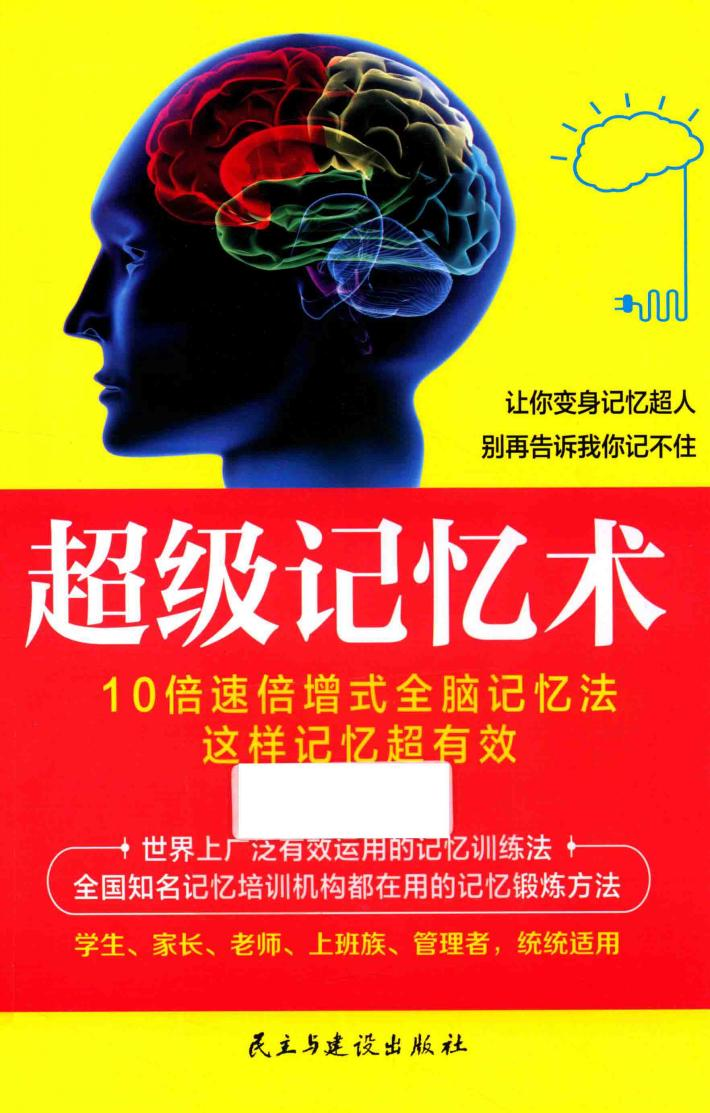 让你变身记忆超人
别再告诉我你记不住
超级记忆术
10倍速倍增式全脑记忆法
这样记忆超有效
世界上广泛有效运用的记忆训练法
全国知名记忆培训机构都在用的记忆锻炼方法
学生、家长、老师、上班族、管理者，统统适用
民主与建设出版社